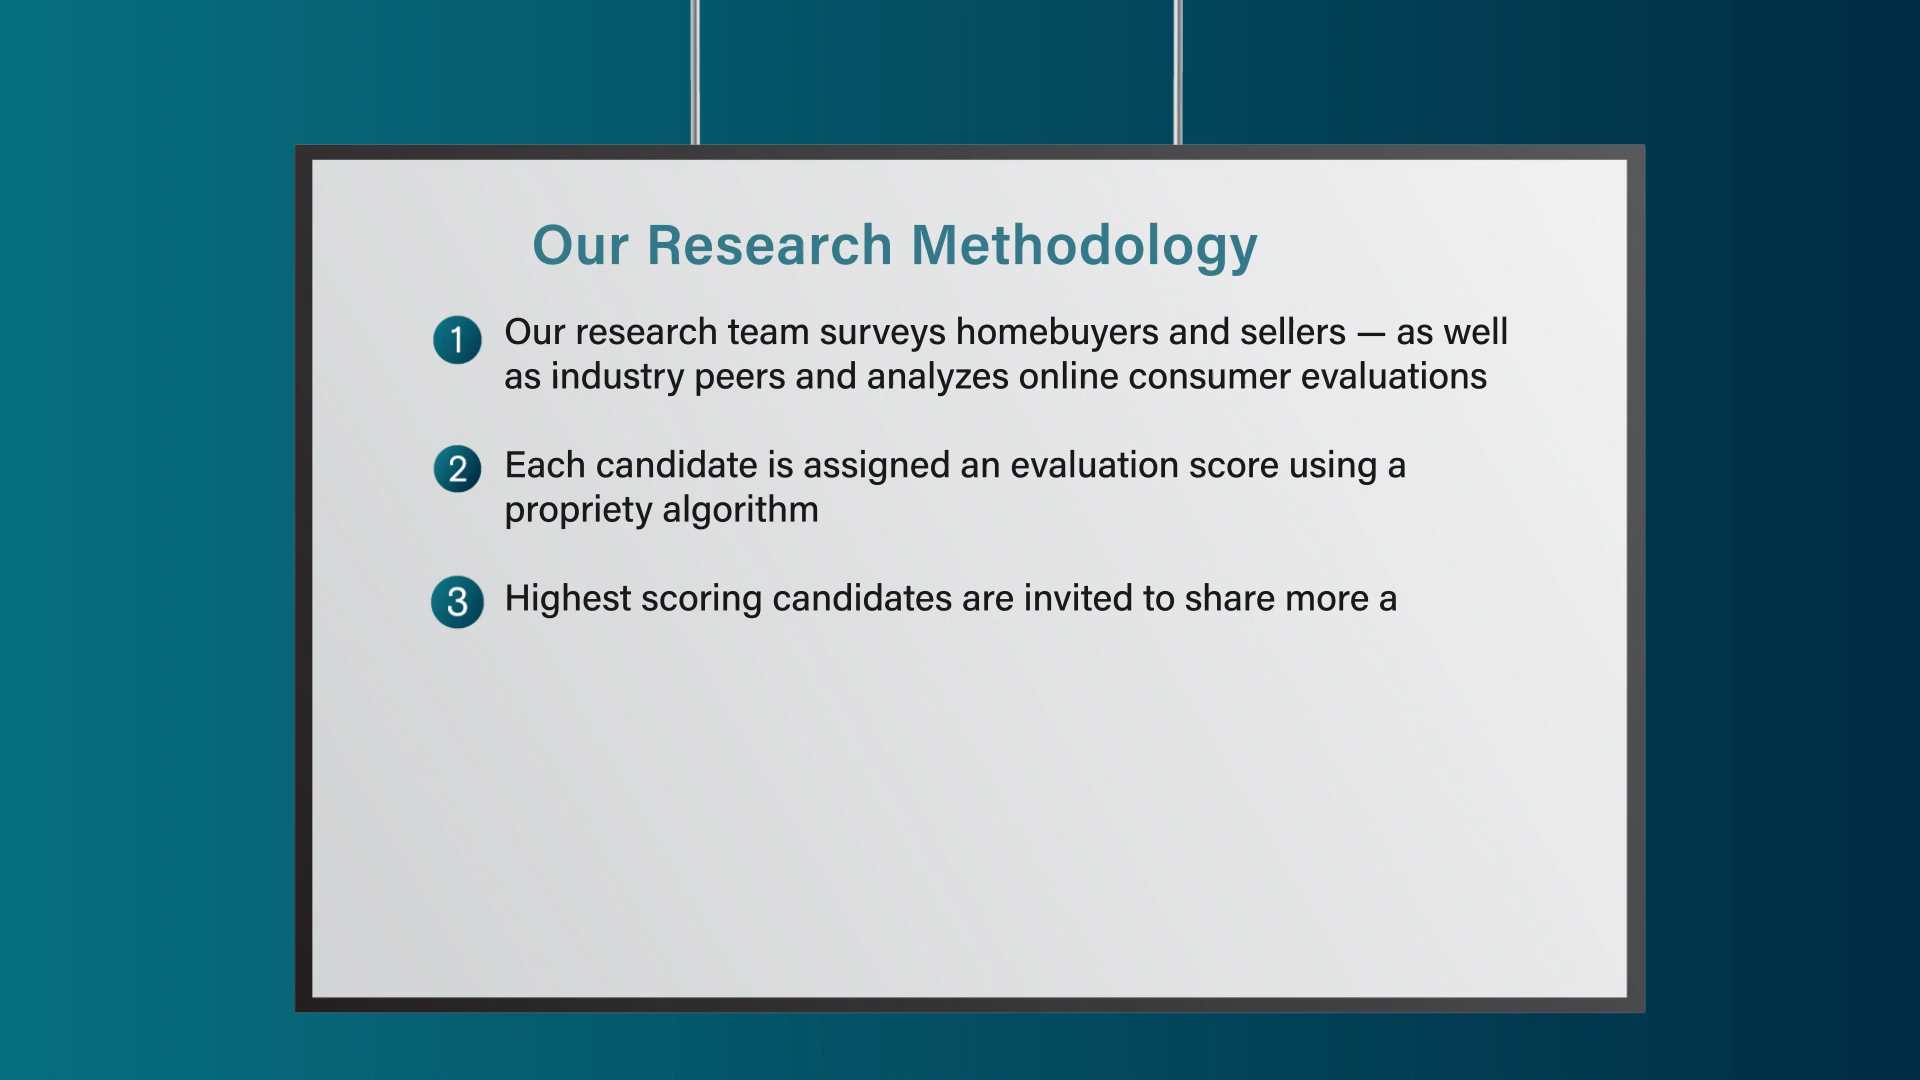 Our Research Methodology
1 Our research team surveys homebuyers and sellers — as well
as industry peers and analyzes online consumer evaluations
2 Each candidate is assigned an evaluation score using a
propriety algorithm
3 Highest scoring candidates are invited to share more a